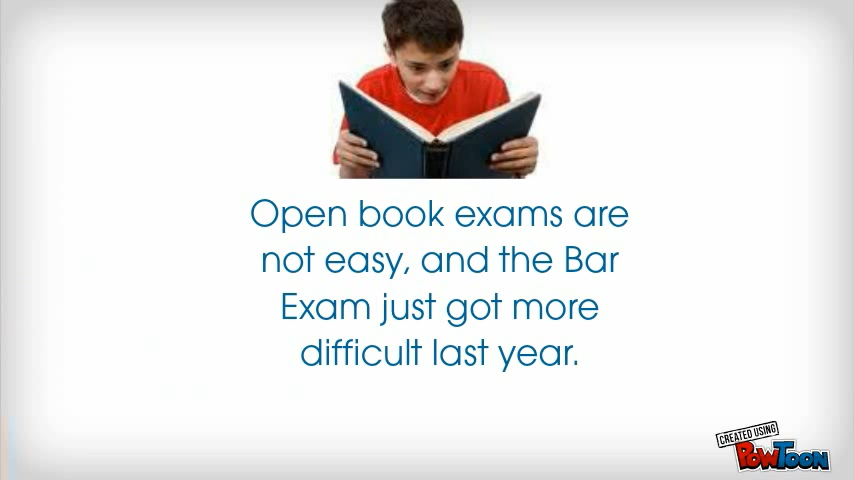 Open book exams are
not easy, and the Bar
Exam just got more
difficult last year.
CREATED USING
POWTOON